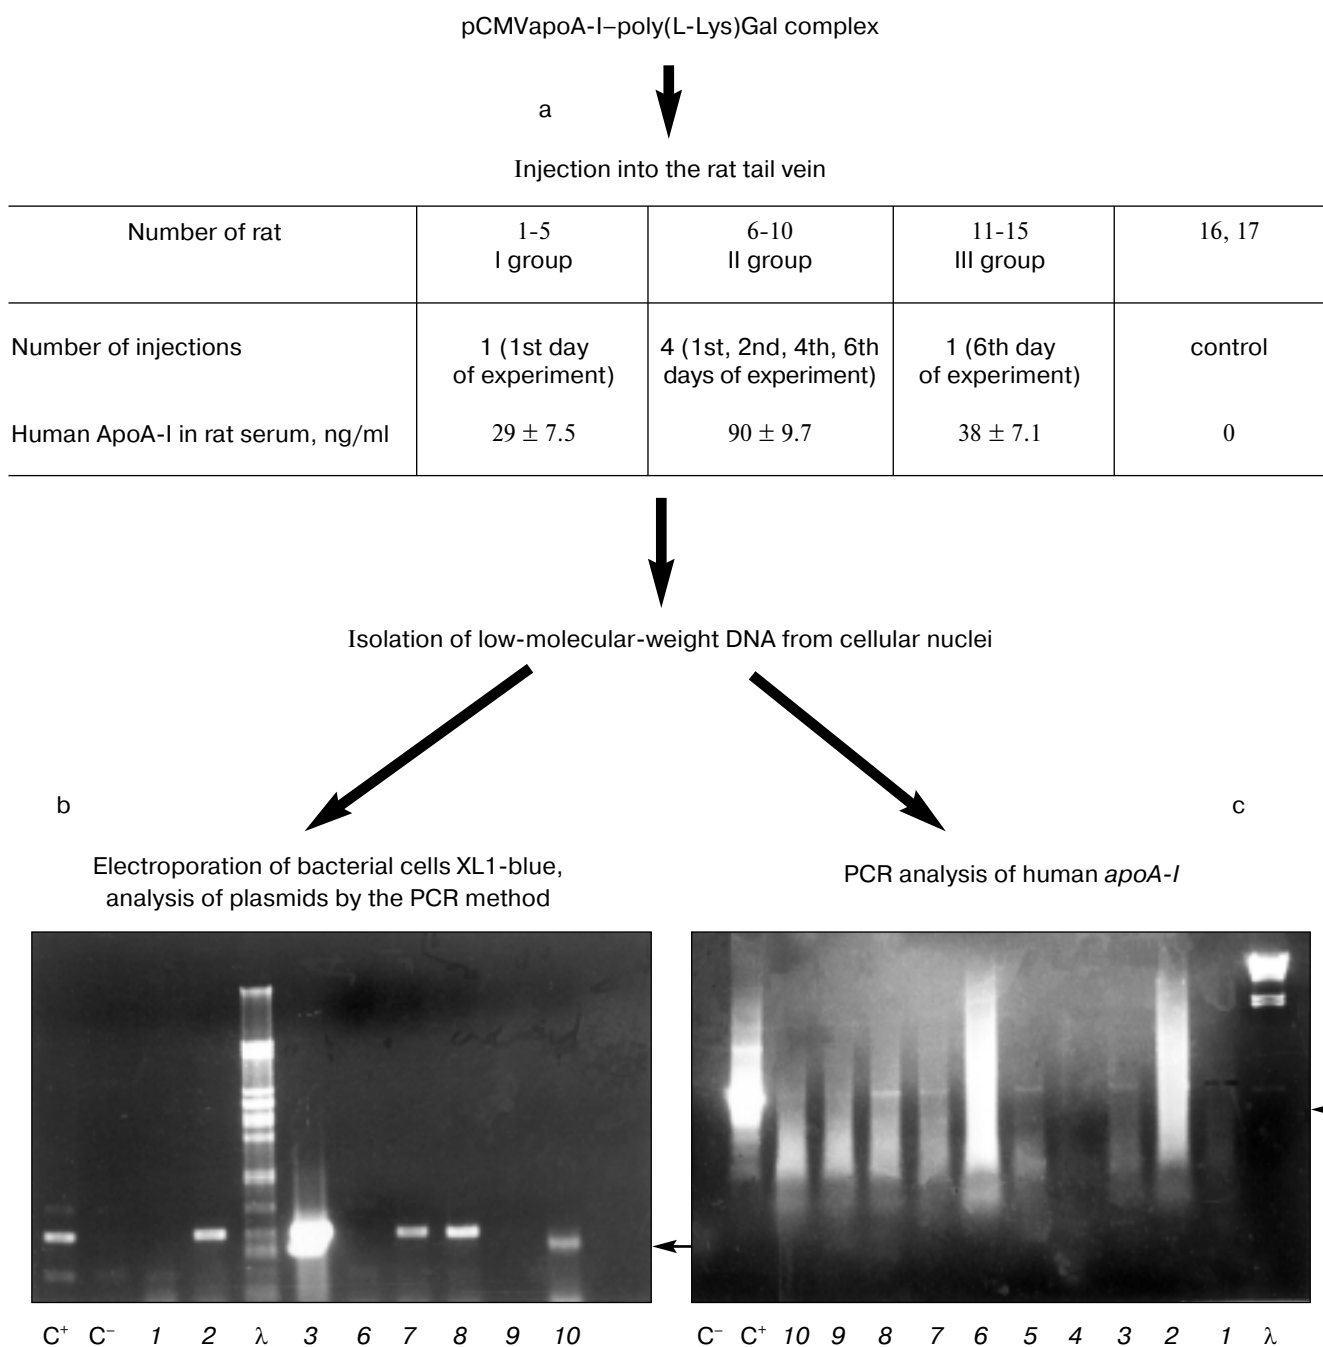 pCMVapoA-I–poly(L-Lys)Gal complex
a
Injection into the rat tail vein
Number of rat 1-5 6-10 11-15 16, 17
I group II group III group
Number of injections 1 (1st day 4 (1st, 2nd, 4th, 6th 1 (6th day control
of experiment) days of experiment) of experiment)
Human ApoA-I in rat serum, ng/ml 29 ± 7.5 90 ± 9.7 38 ± 7.1 0
Isolation of low-molecular-weight DNA from cellular nuclei
b
c
Electroporation of bacterial cells XL1-blue,
analysis of plasmids by the PCR method
PCR analysis of human apoA-I
C⁺ C⁻ 1 2 λ 3 6 7 8 9 10
C⁻ C⁺ 10 9 8 7 6 5 4 3 2 1 λ